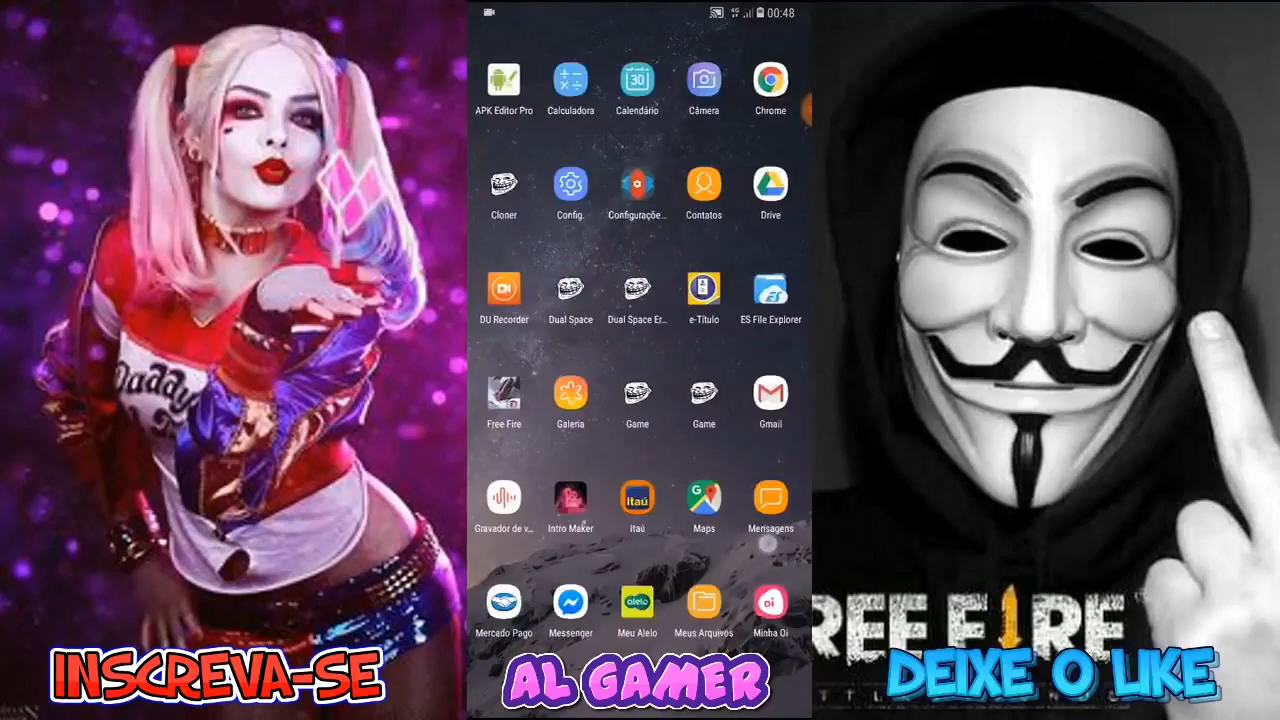 4G 00:48
30
APK Editor Pro Calculadora Calendário Câmera Chrome
Cloner Config. Configuraçõe... Contatos Drive
DU Recorder Dual Space Dual Space Er... e-Título ES File Explorer
Free Fire Galeria Game Game Gmail
Itaú
Gravador de v... Intro Maker Itaú Maps Mensagens
alelo oi
Mercado Pago Messenger Meu Alelo Meus Arquivos Minha Oi
Daddy's
REE FIRE
INSCREVA-SE
AL GAMER
DEIXE O LIKE